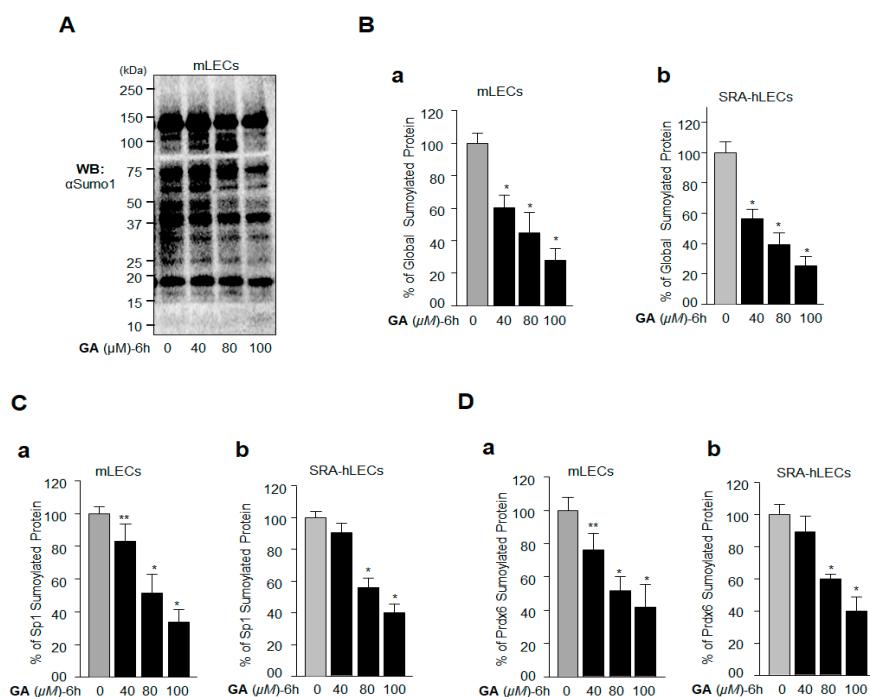 A
mLECs
(kDa)
250
150
100
75
50
37
25
20
15
10
WB:
αSumo1
GA (µM)-6h 0 40 80 100
B
a
mLECs
% of Global Sumoylated Protein
120
100
80
60
40
20
00
*
*
*
GA (µM)-6h 0 40 80 100
b
SRA-hLECs
% of Global Sumoylated Protein
120
100
80
60
40
20
00
*
*
*
GA (µM)-6h 0 40 80 100
C
a
mLECs
% of Sp1 Sumoylated Protein
120
100
80
60
40
20
00
**
*
*
GA (µM)-6h 0 40 80 100
b
SRA-hLECs
% of Sp1 Sumoylated Protein
120
100
80
60
40
20
00
*
*
GA (µM)-6h 0 40 80 100
D
a
mLECs
% of Prdx6 Sumoylated Protein
120
100
80
60
40
20
00
**
*
*
GA (µM)-6h 0 40 80 100
b
SRA-hLECs
% of Prdx6 Sumoylated Protein
120
100
80
60
40
20
00
*
*
GA (µM)-6h 0 40 80 100